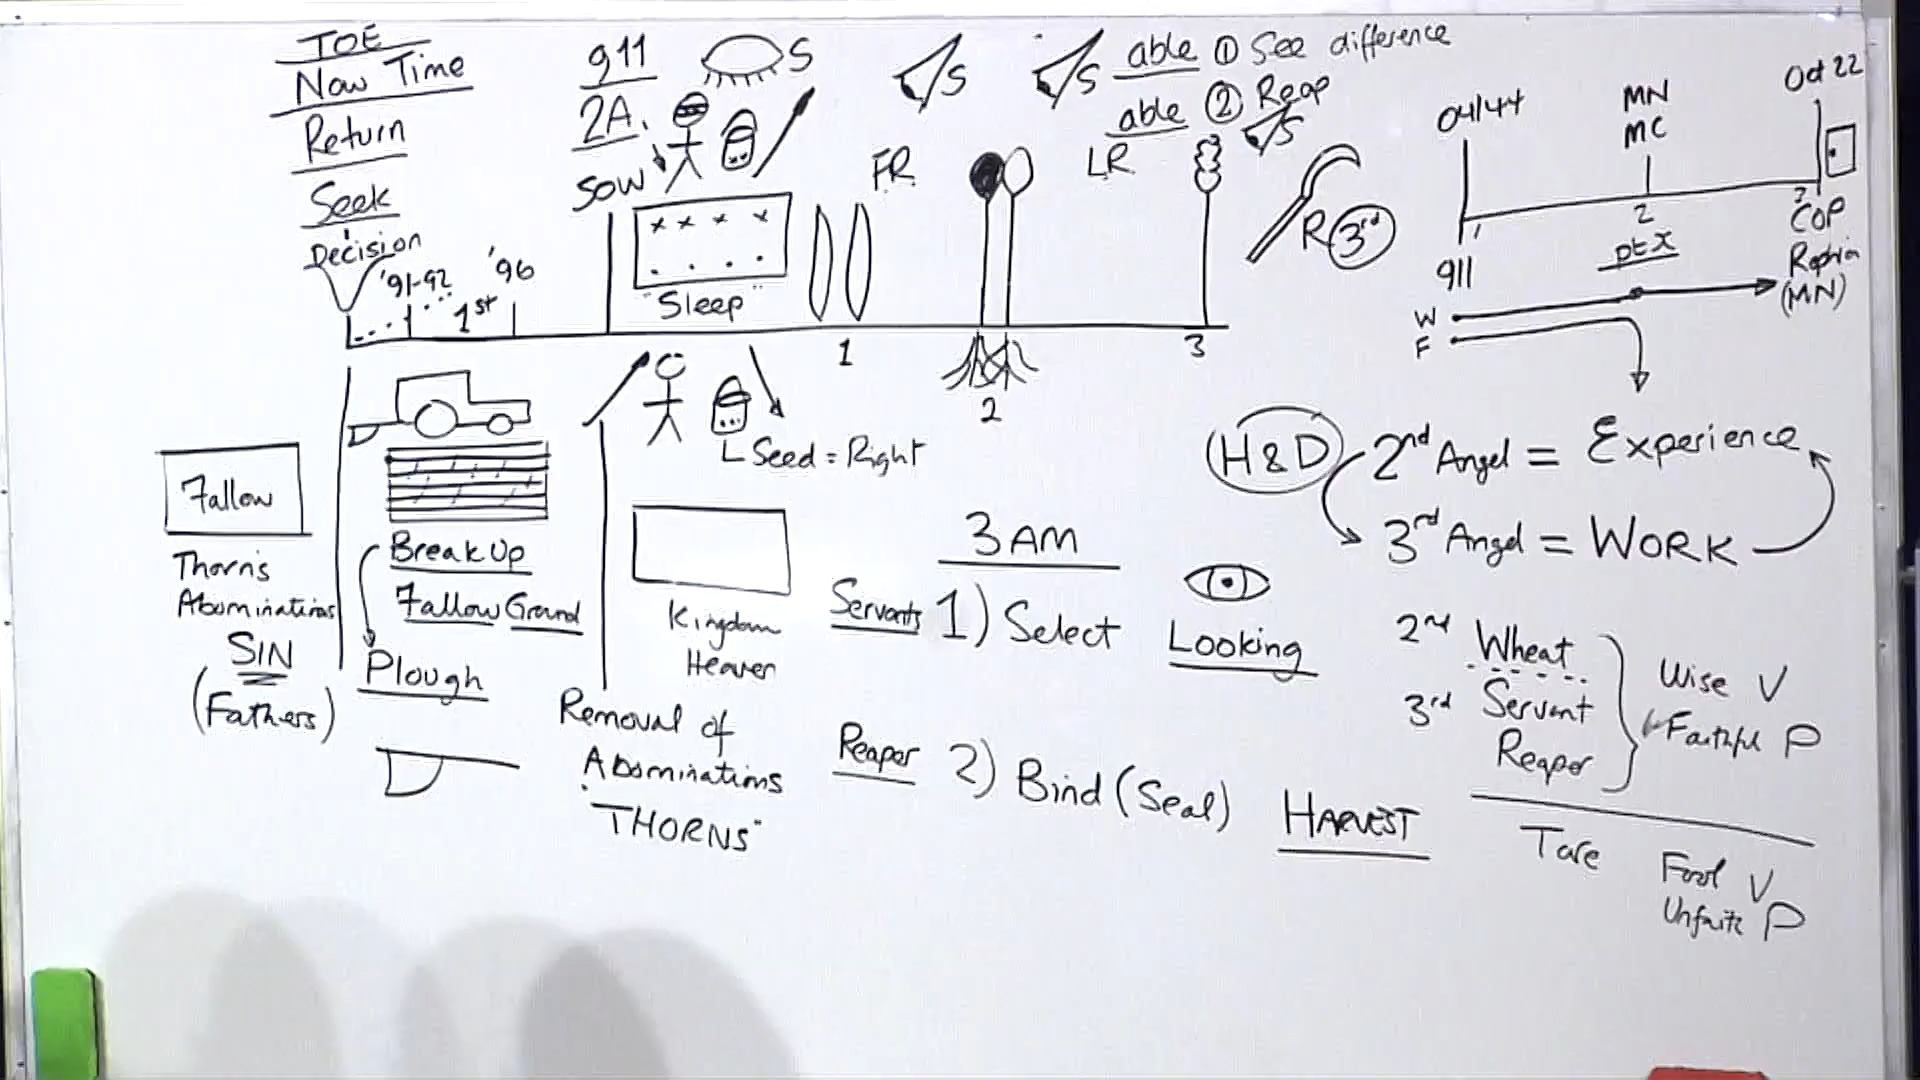 TOE
Now Time
Return
Seek
Decision
'91-92
'96
1st
911
2A.
SOW
"Sleep"
S
S
S
able ① See difference
able ② Reap
S
FR
LR
R 3rd
1
2
3
04/44
MN
MC
Oct 22
911
1
2
3
pt X
COP
(MN)
W
F
Fallow
Thorns
Abominations
SIN
(Fathers)
Break Up
Fallow Ground
Plough
Seed = Right
Kingdom
Heaven
Removal of
Abominations
"THORNS"
3 AM
Servants 1) Select Looking
Reaper 2) Bind (Seal) HARVEST
(H & D) 2nd Angel = Experience
3rd Angel = WORK
2nd Wheat
3rd Servant
Reaper
Wise V
Faithful P
Tare
Fool V
P